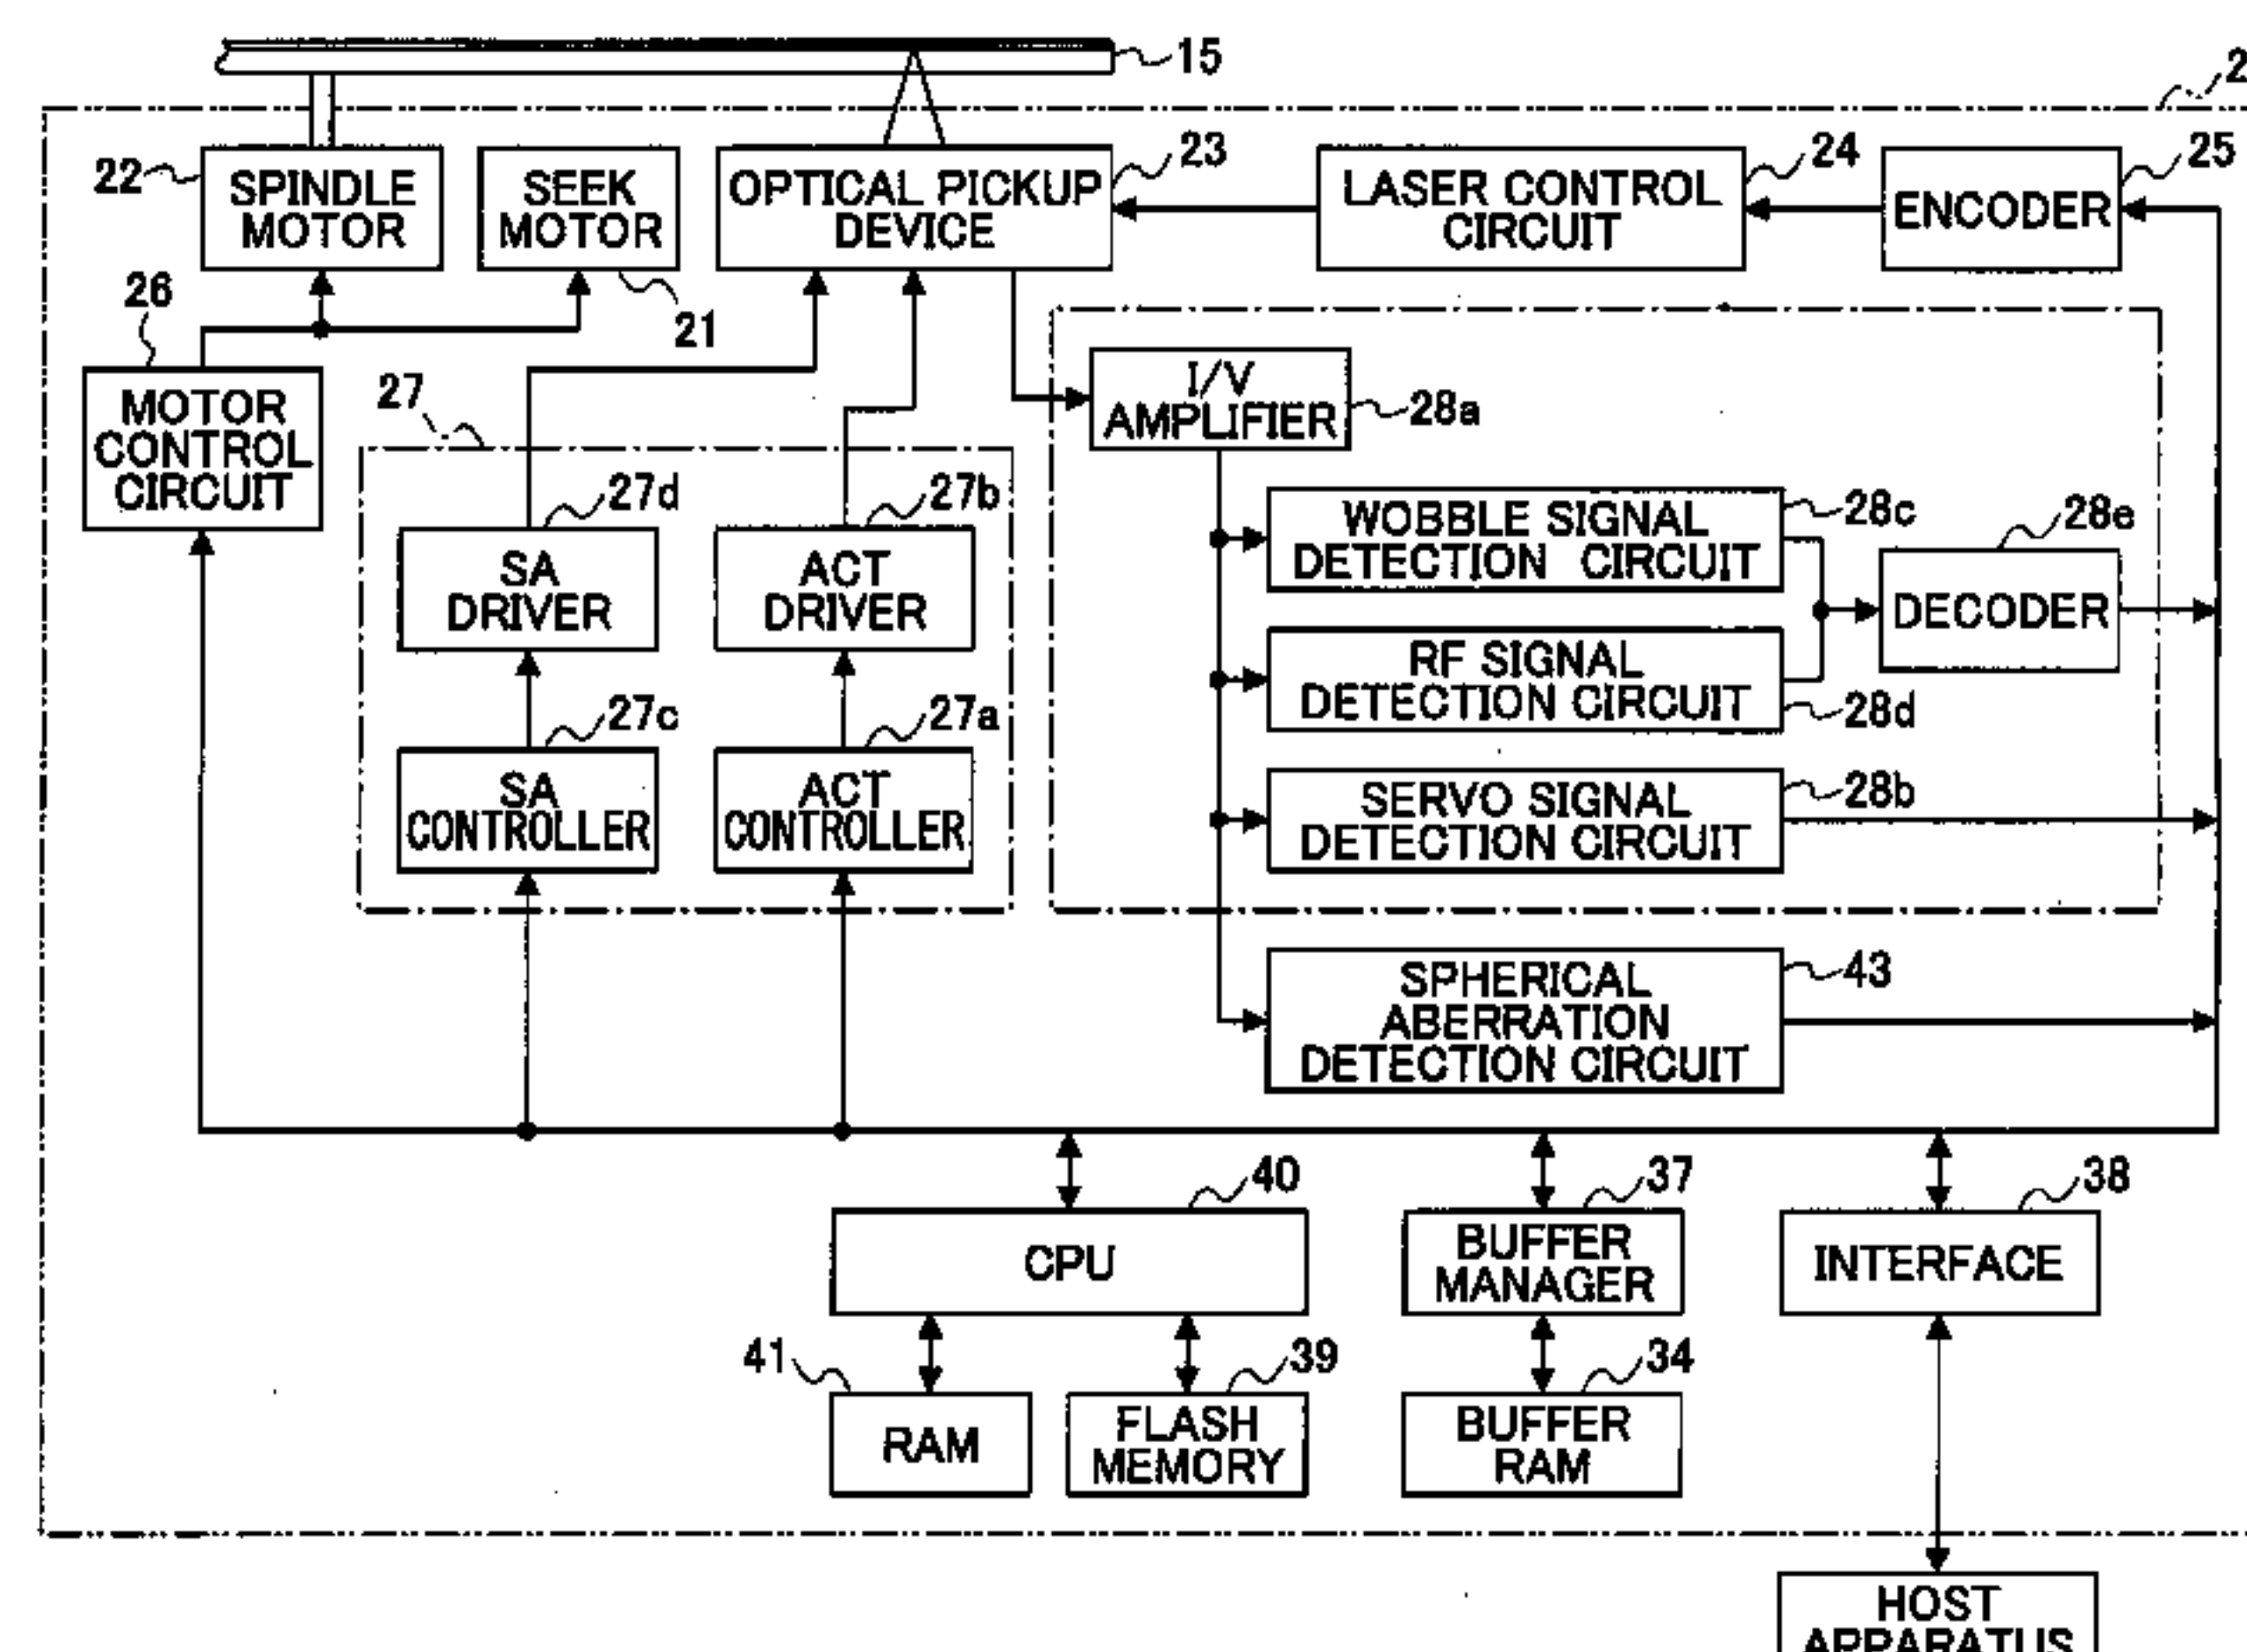 15
2
22
SPINDLE
MOTOR
SEEK
MOTOR
21
OPTICAL PICKUP
DEVICE
23
LASER CONTROL
CIRCUIT
24
ENCODER
25
26
MOTOR
CONTROL
CIRCUIT
27
I/V
AMPLIFIER
28a
27d
SA
DRIVER
27b
ACT
DRIVER
27c
SA
CONTROLLER
27a
ACT
CONTROLLER
WOBBLE SIGNAL
DETECTION CIRCUIT
28c
28e
DECODER
RF SIGNAL
DETECTION CIRCUIT
28d
SERVO SIGNAL
DETECTION CIRCUIT
28b
SPHERICAL
ABERRATION
DETECTION CIRCUIT
43
40
CPU
37
BUFFER
MANAGER
38
INTERFACE
41
RAM
39
FLASH
MEMORY
34
BUFFER
RAM
HOST
APPARATUS